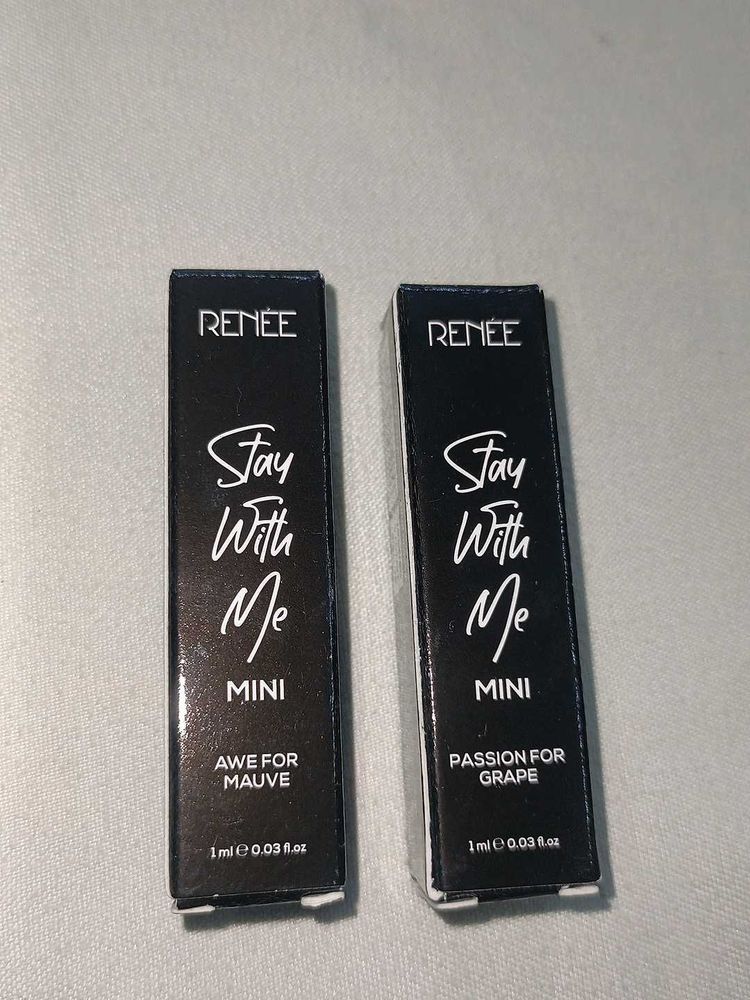 RENÉE
Stay
With
Me
MINI
AWE FOR
MAUVE
1 ml ℮ 0.03 fl.oz
RENÉE
Stay
With
Me
MINI
PASSION FOR
GRAPE
1 ml ℮ 0.03 fl.oz